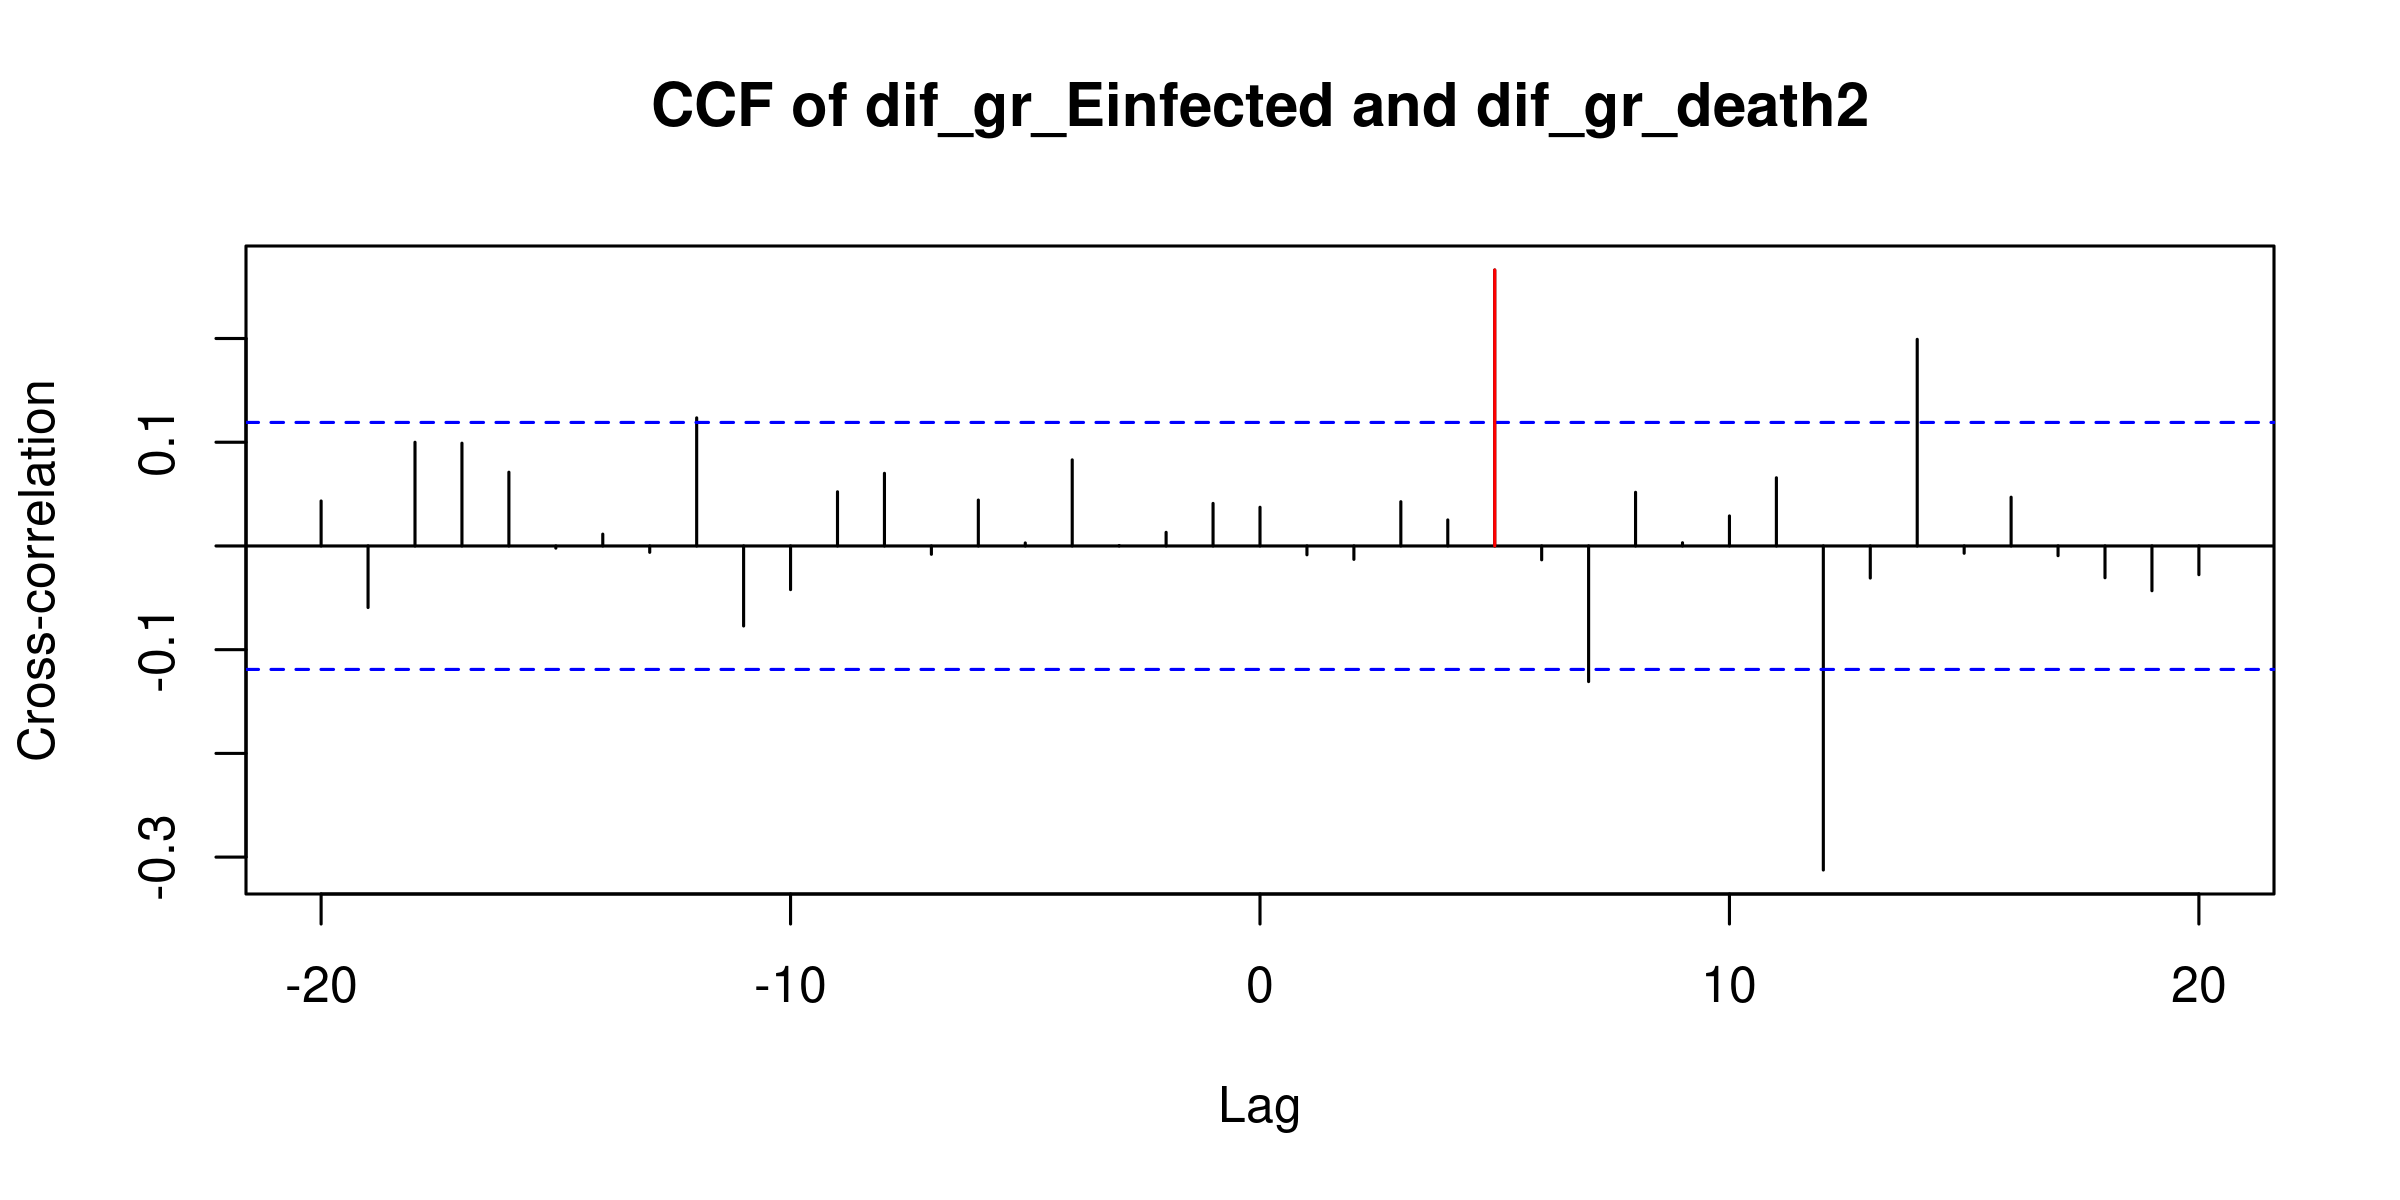 CCF of dif_gr_Einfected and dif_gr_death2
Cross-correlation
0.1
-0.1
-0.3
-20 -10 0 10 20
Lag